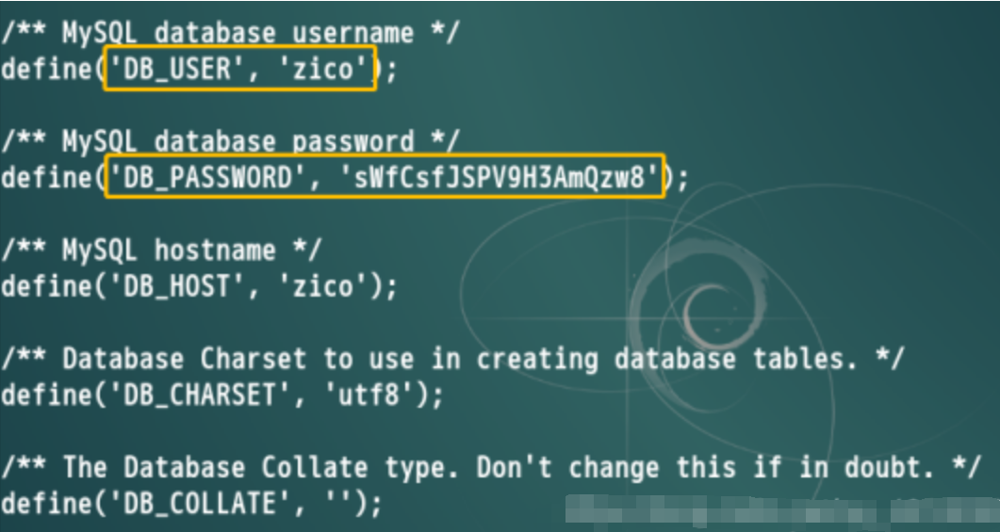 /** MySQL database username */
define('DB_USER', 'zico');
/** MySQL database password */
define('DB_PASSWORD', 'sWfCsfJSPV9H3AmQzw8');
/** MySQL hostname */
define('DB_HOST', 'zico');
/** Database Charset to use in creating database tables. */
define('DB_CHARSET', 'utf8');
/** The Database Collate type. Don't change this if in doubt. */
define('DB_COLLATE', '');